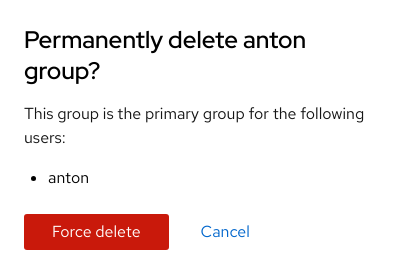 Permanently delete anton
group?
This group is the primary group for the following
users:
• anton
Force delete
Cancel